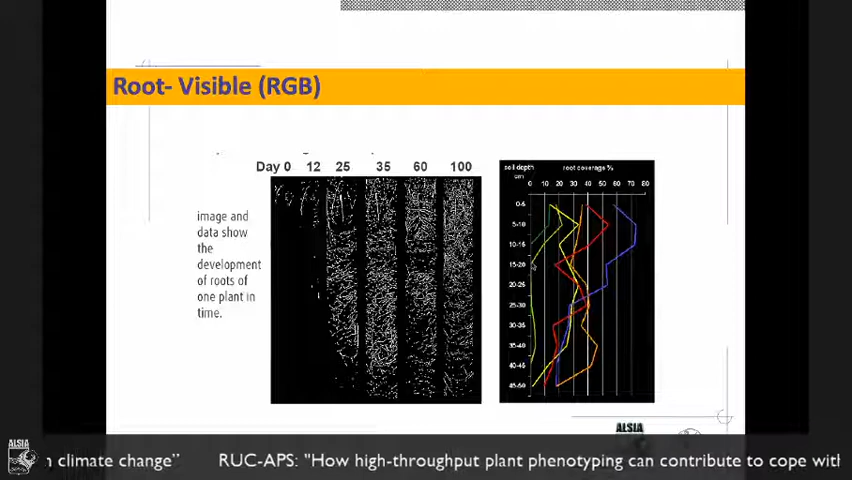 Root- Visible (RGB)
Day 0 12 25 35 60 100
image and
data show
the
development
of roots of
one plant in
time.
soil depth
cm
root coverage %
0 10 20 30 40 50 60 70 80
0-5
5-10
10-15
15-20
20-25
25-30
30-35
35-40
40-45
45-50
ALSIA
ALSIA
n climate change” RUC-APS: "How high-throughput plant phenotyping can contribute to cope with